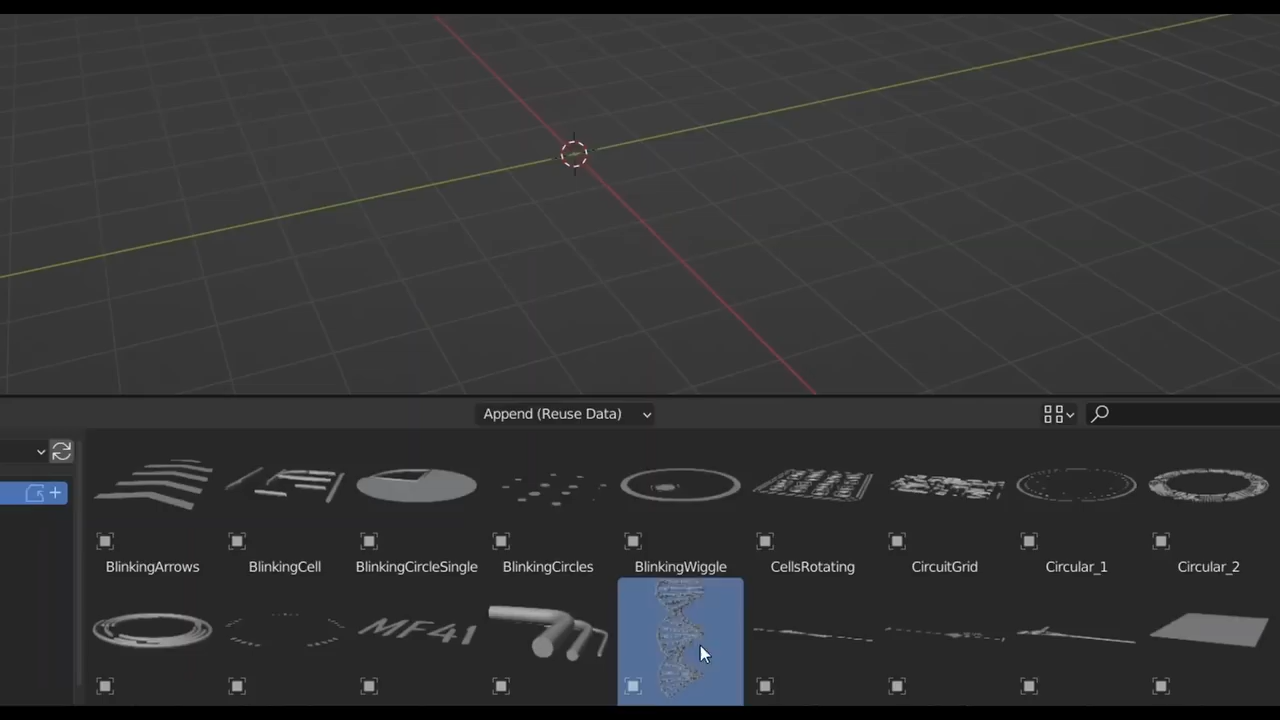 Append (Reuse Data)
BlinkingArrows
BlinkingCell
BlinkingCircleSingle
BlinkingCircles
BlinkingWiggle
CellsRotating
CircuitGrid
Circular_1
Circular_2
MF41